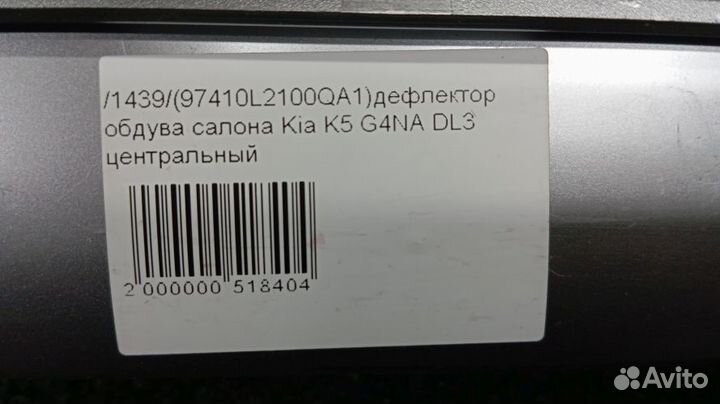 /1439/(97410L2100QA1)дефлектор
обдува салона Kia K5 G4NA DL3
центральный
2 000000 518404
Avito